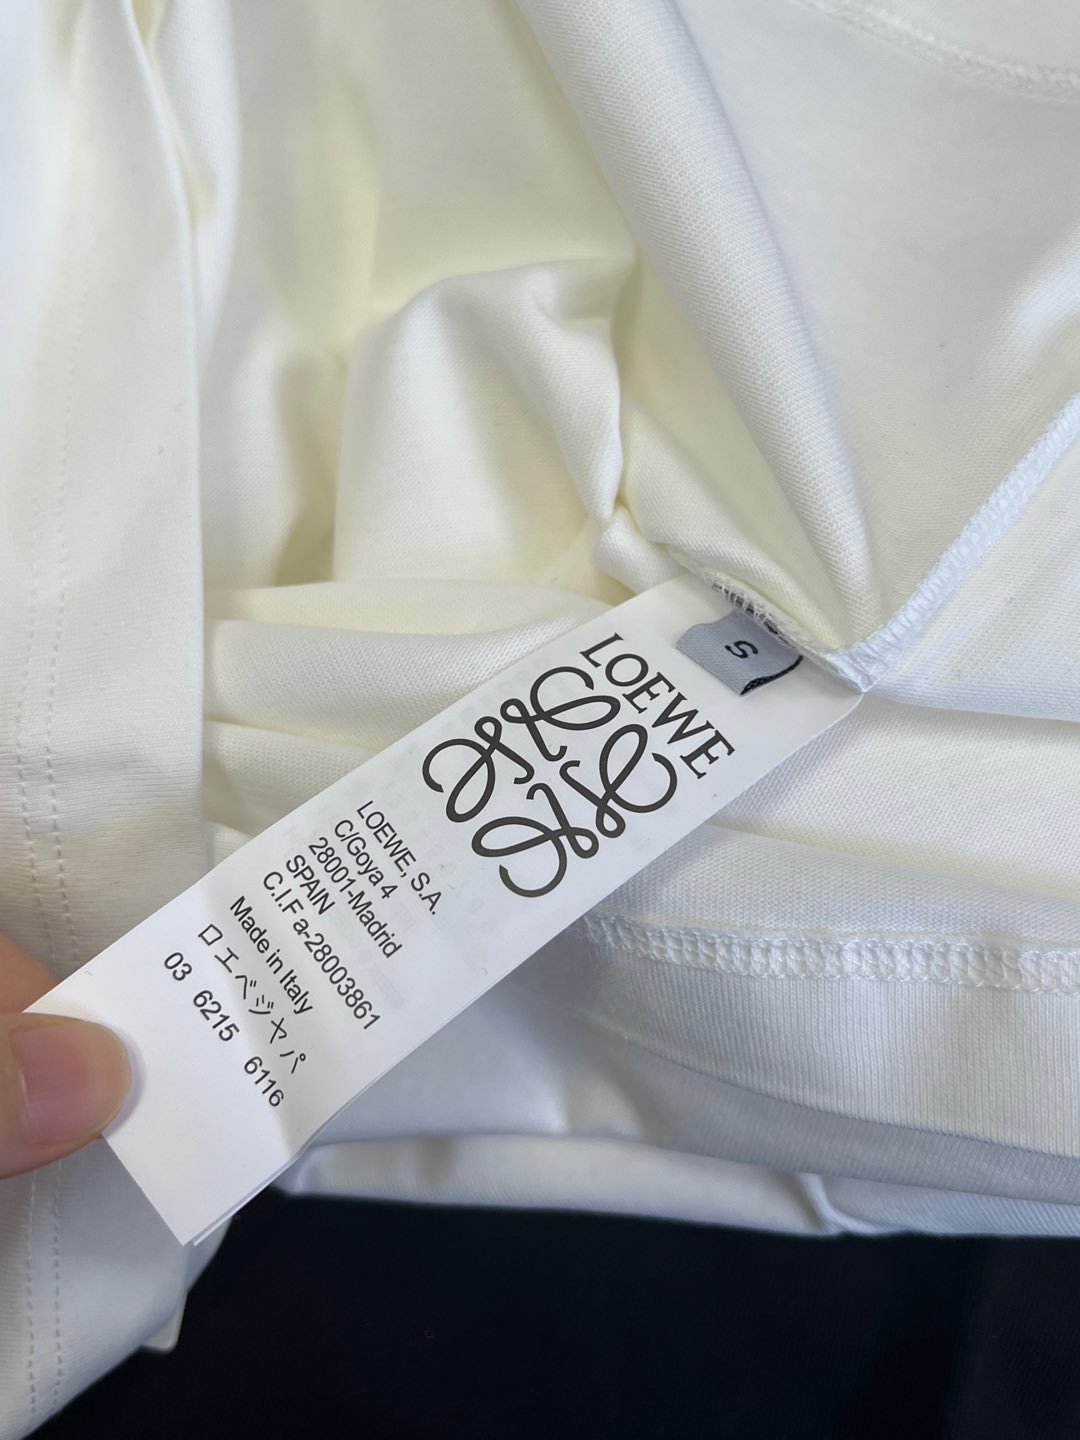 S
LOEWE
LOEWE, S.A.
C/Goya 4
28001-Madrid
SPAIN
C.I.F a-28003861
Made in Italy
ロエベジャパ
03 6215 6116